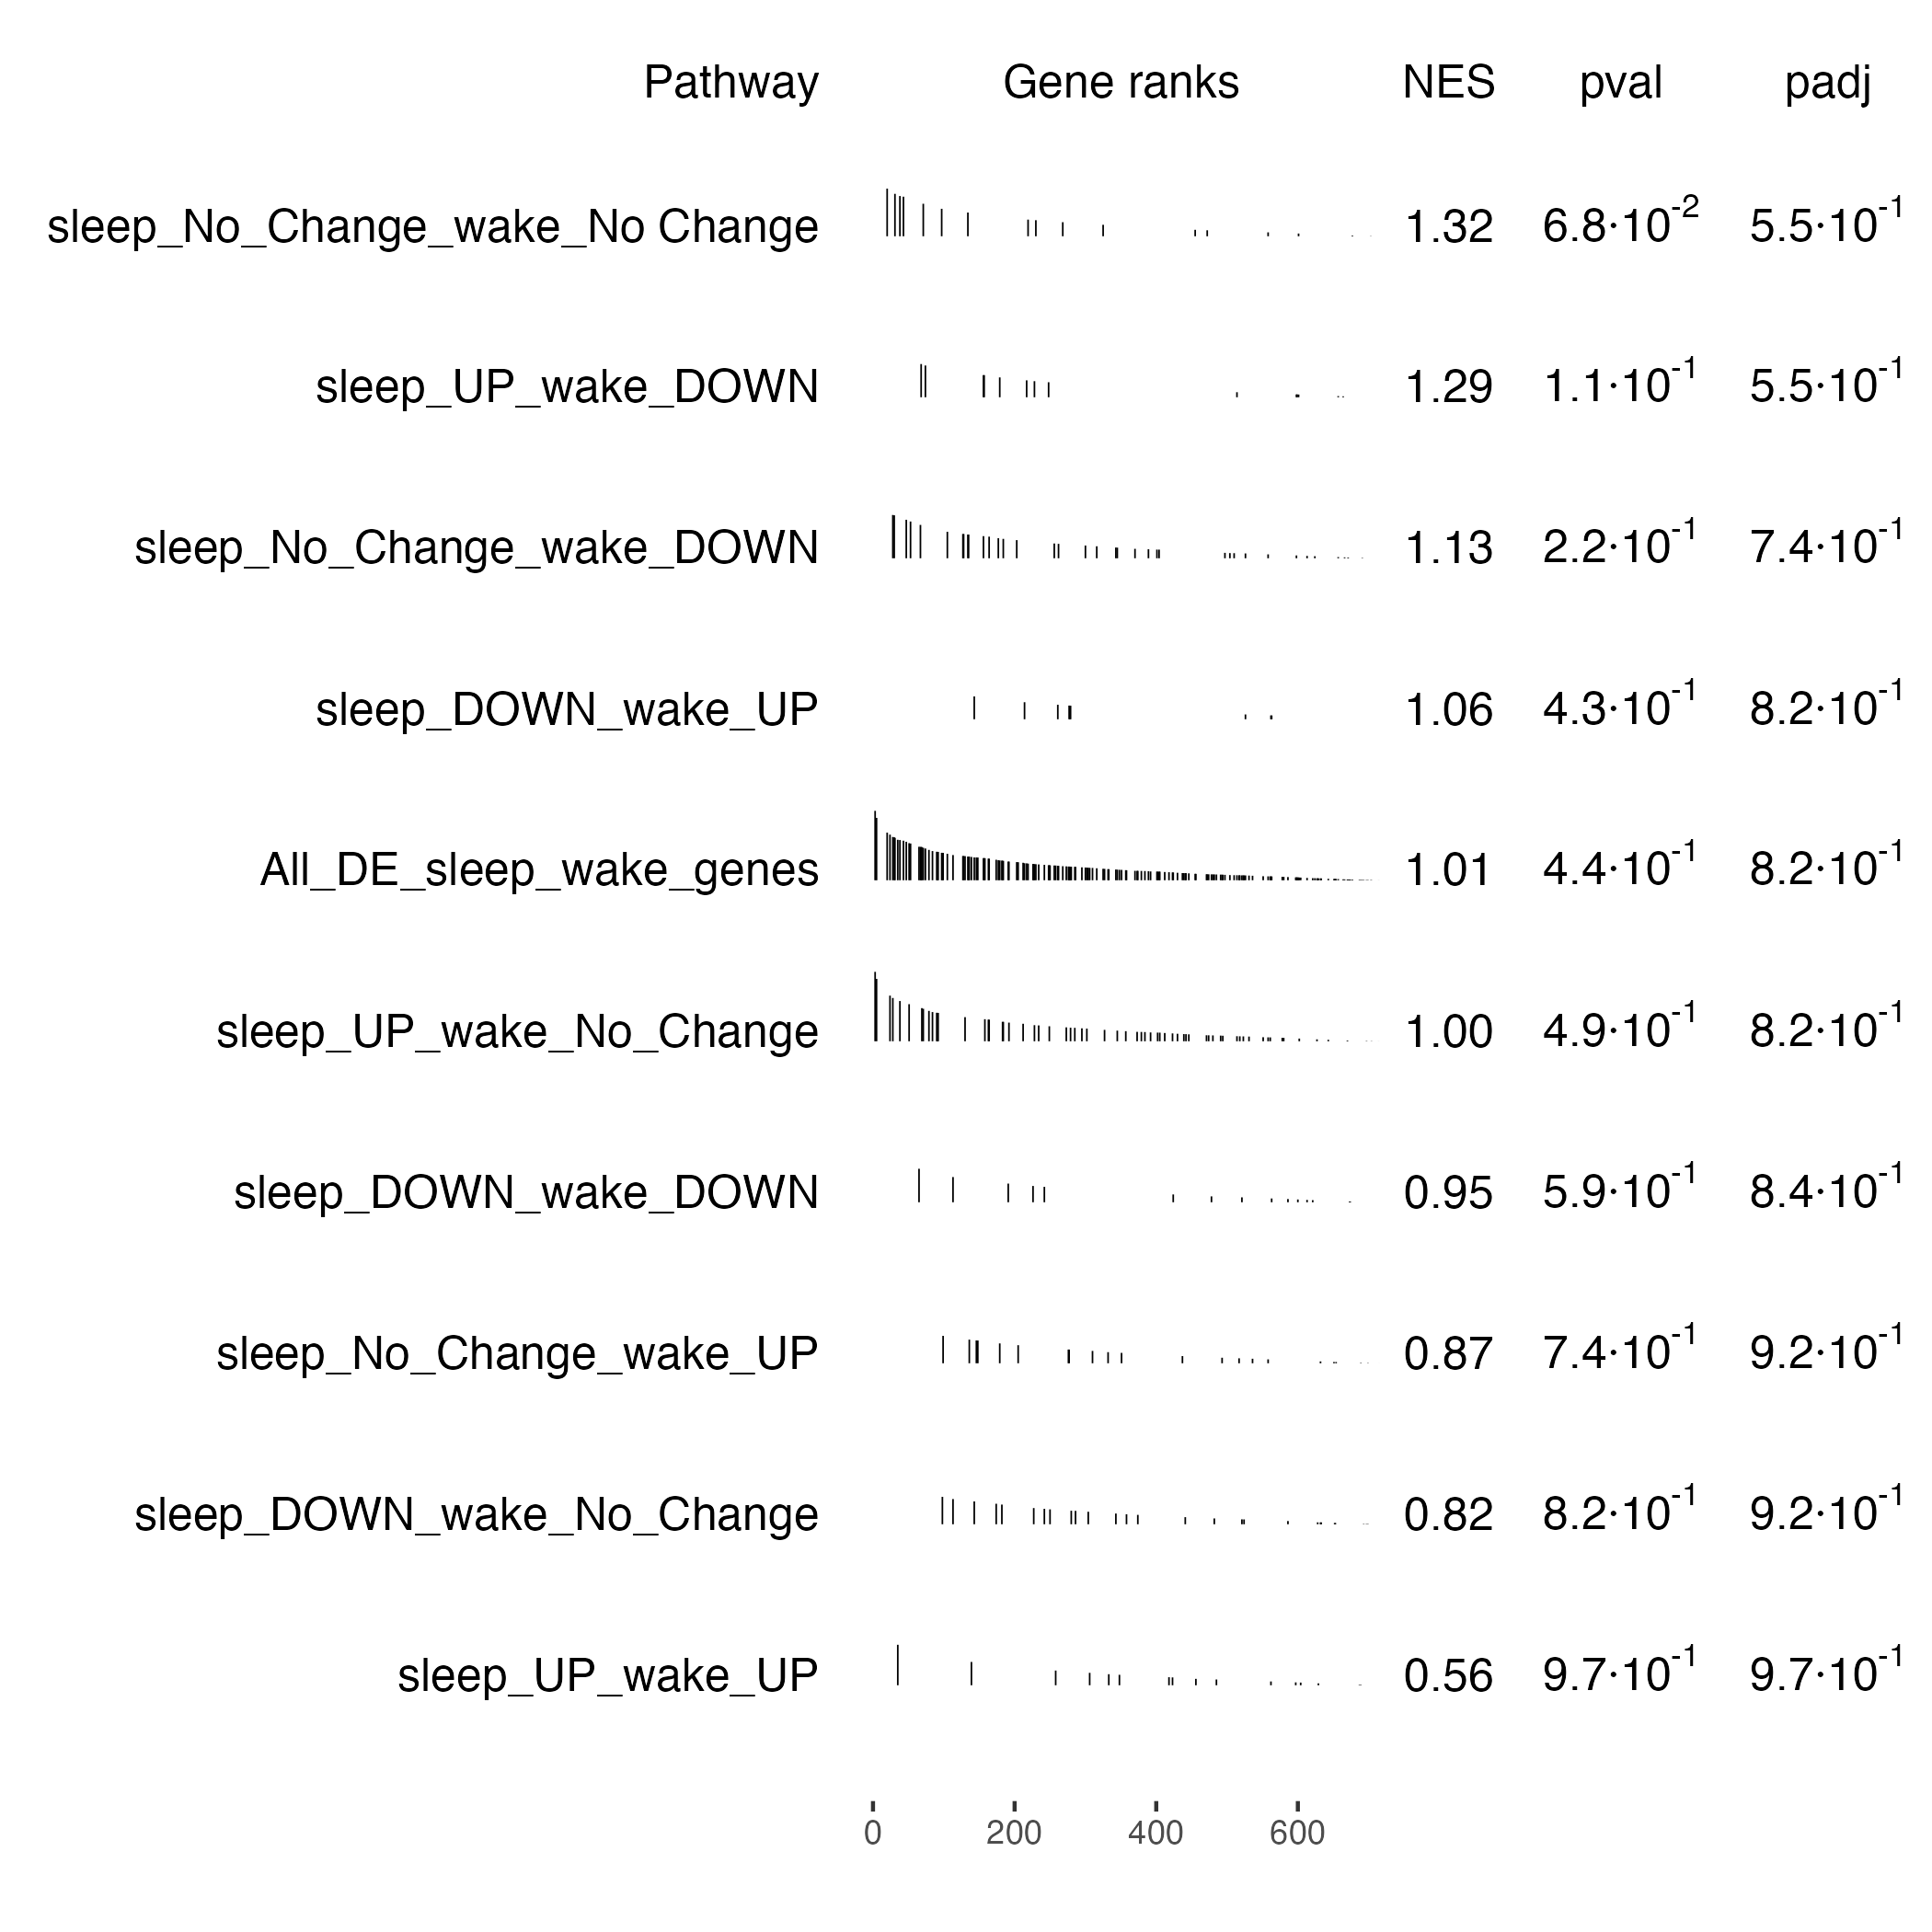 Pathway Gene ranks NES pval padj
sleep_No_Change_wake_No Change 1.32 6.8·10⁻² 5.5·10⁻¹
sleep_UP_wake_DOWN 1.29 1.1·10⁻¹ 5.5·10⁻¹
sleep_No_Change_wake_DOWN 1.13 2.2·10⁻¹ 7.4·10⁻¹
sleep_DOWN_wake_UP 1.06 4.3·10⁻¹ 8.2·10⁻¹
All_DE_sleep_wake_genes 1.01 4.4·10⁻¹ 8.2·10⁻¹
sleep_UP_wake_No_Change 1.00 4.9·10⁻¹ 8.2·10⁻¹
sleep_DOWN_wake_DOWN 0.95 5.9·10⁻¹ 8.4·10⁻¹
sleep_No_Change_wake_UP 0.87 7.4·10⁻¹ 9.2·10⁻¹
sleep_DOWN_wake_No_Change 0.82 8.2·10⁻¹ 9.2·10⁻¹
sleep_UP_wake_UP 0.56 9.7·10⁻¹ 9.7·10⁻¹
0 200 400 600